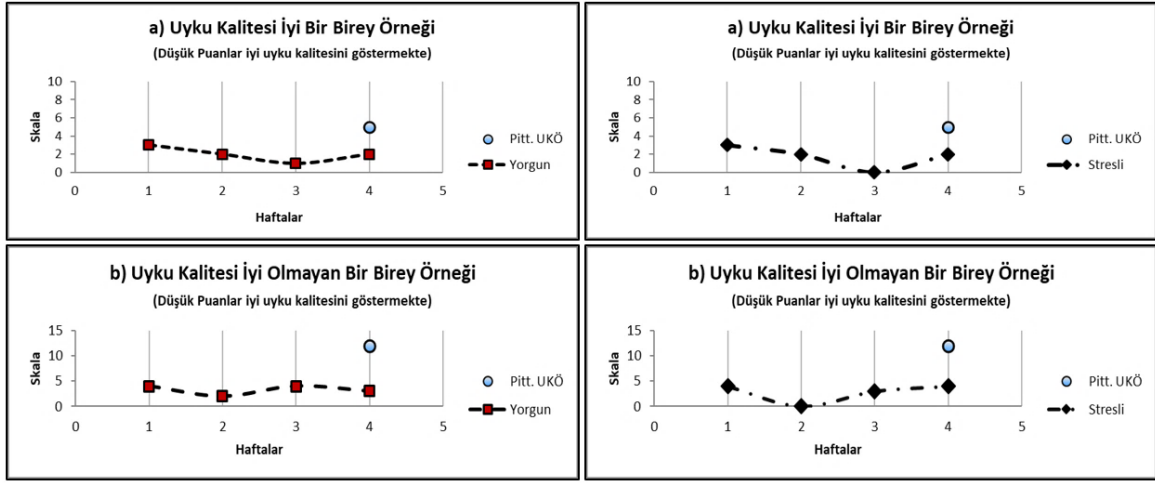 a) Uyku Kalitesi İyi Bir Birey Örneği
(Düşük Puanlar iyi uyku kalitesini göstermekte)
10
8
6
4
2
0
Skala
0 1 2 3 4 5
Haftalar
Pitt. UKÖ
Yorgun
a) Uyku Kalitesi İyi Bir Birey Örneği
(Düşük Puanlar iyi uyku kalitesini göstermekte)
10
8
6
4
2
0
Skala
0 1 2 3 4 5
Haftalar
Pitt. UKÖ
Stresli
b) Uyku Kalitesi İyi Olmayan Bir Birey Örneği
(Düşük Puanlar iyi uyku kalitesini göstermekte)
15
10
5
0
Skala
0 1 2 3 4 5
Haftalar
Pitt. UKÖ
Yorgun
b) Uyku Kalitesi İyi Olmayan Bir Birey Örneği
(Düşük Puanlar iyi uyku kalitesini göstermekte)
15
10
5
0
Skala
0 1 2 3 4 5
Haftalar
Pitt. UKÖ
Stresli